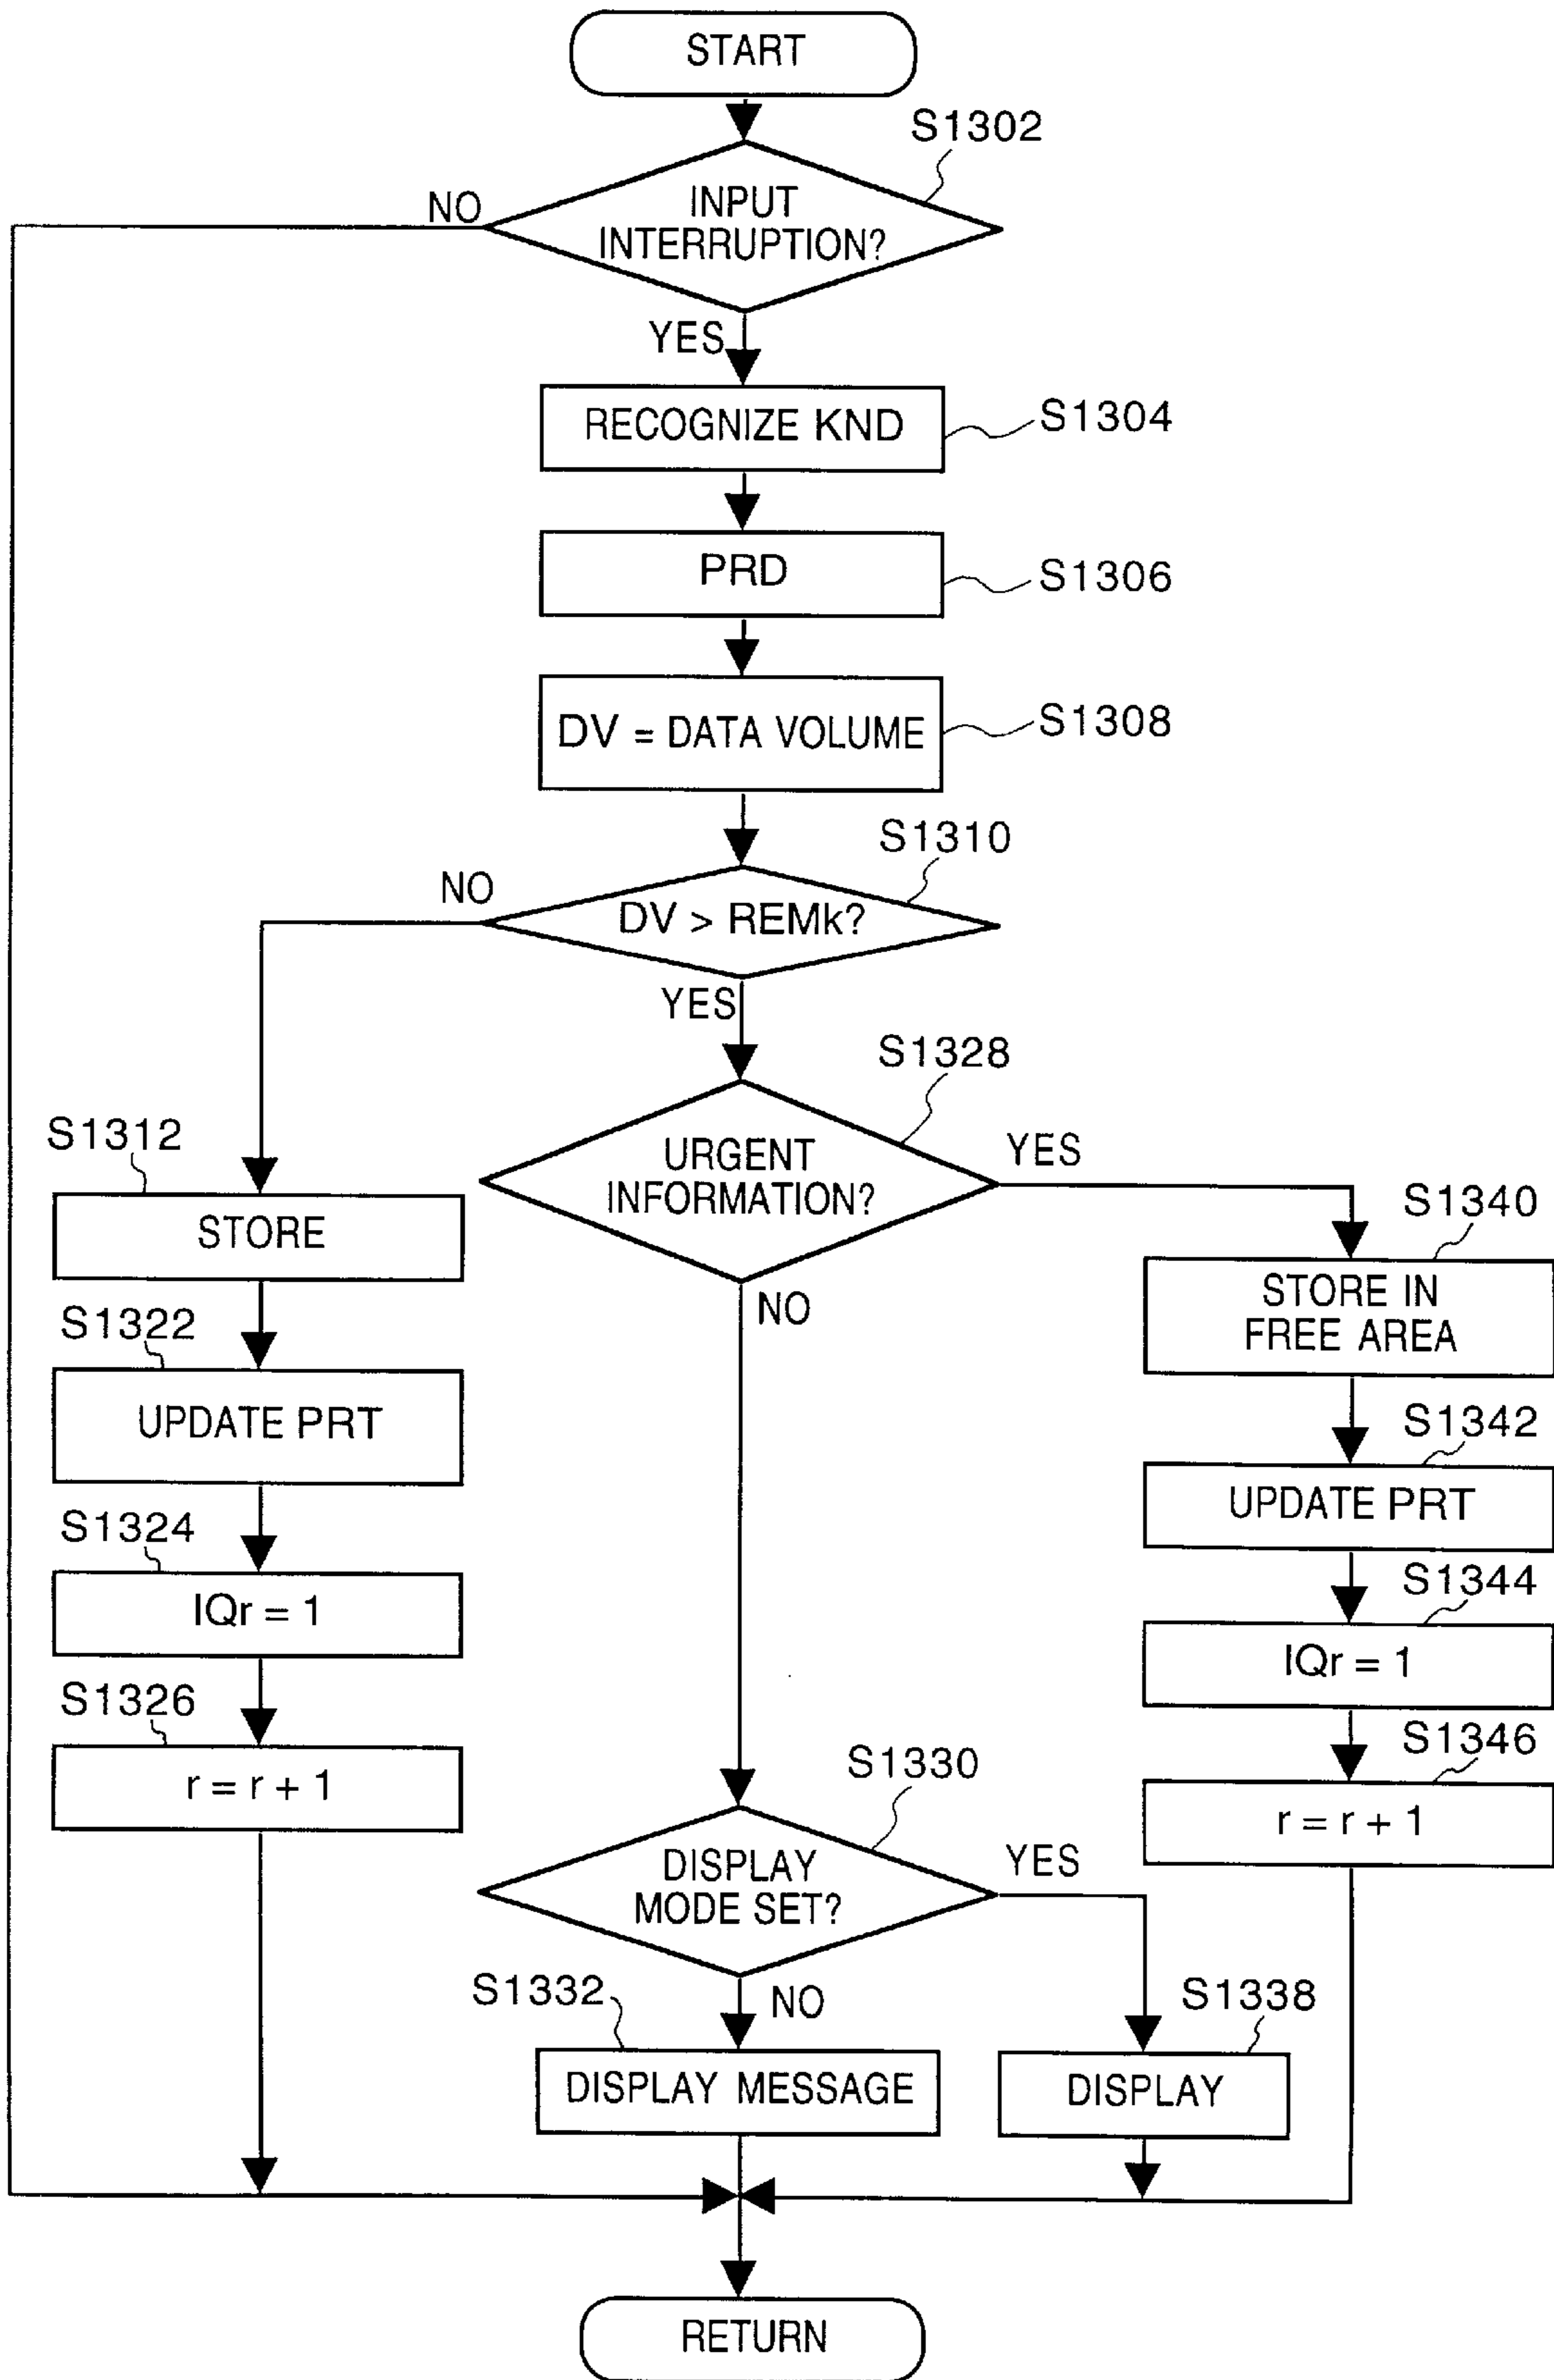 START
S1302
NO
INPUT
INTERRUPTION?
YES
RECOGNIZE KND
S1304
PRD
S1306
DV = DATA VOLUME
S1308
S1310
NO
DV > REMk?
YES
S1328
S1312
URGENT
INFORMATION?
YES
STORE
S1340
NO
STORE IN
FREE AREA
S1322
UPDATE PRT
S1342
UPDATE PRT
S1324
IQr = 1
S1344
IQr = 1
S1326
r = r + 1
S1346
r = r + 1
S1330
DISPLAY
MODE SET?
YES
S1332
NO
S1338
DISPLAY MESSAGE
DISPLAY
RETURN